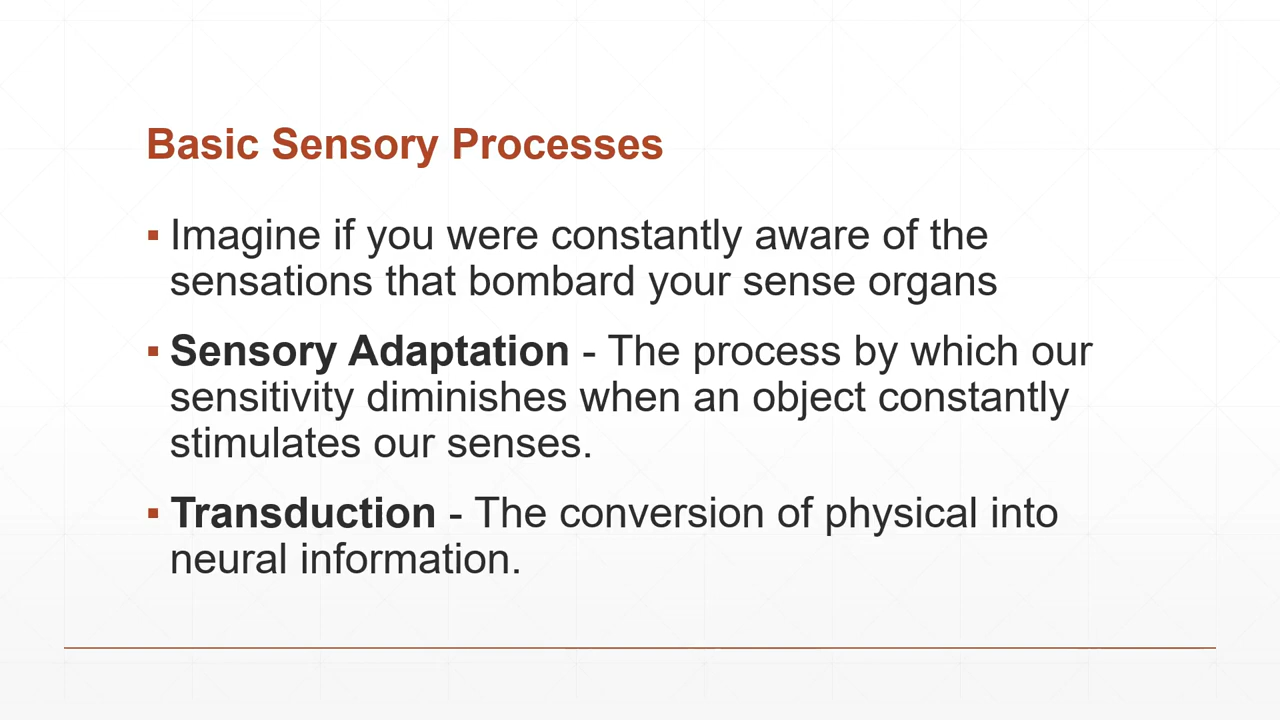 Basic Sensory Processes
▪ Imagine if you were constantly aware of the
sensations that bombard your sense organs
▪ Sensory Adaptation - The process by which our
sensitivity diminishes when an object constantly
stimulates our senses.
▪ Transduction - The conversion of physical into
neural information.